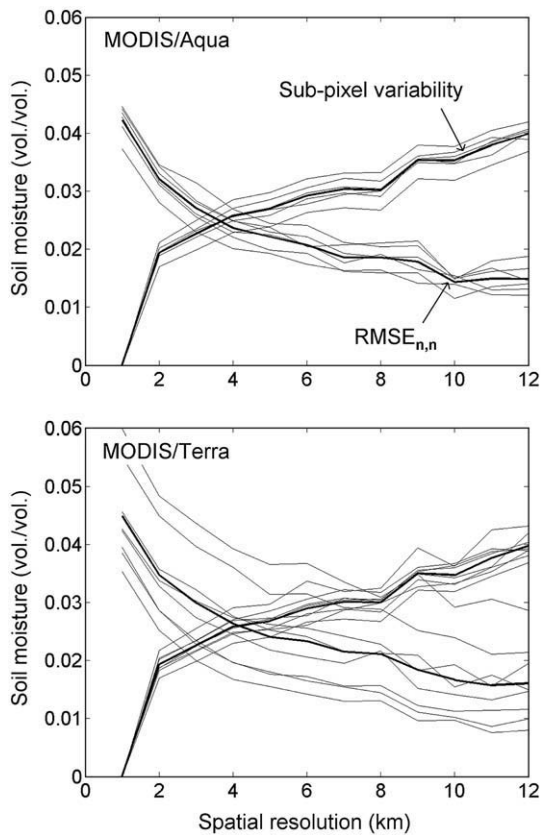 0.06
MODIS/Aqua
0.05
Sub-pixel variability
0.04
0.03
0.02
0.01
RMSEn,n
0
0 2 4 6 8 10 12
Soil moisture (vol./vol.)
0.06
MODIS/Terra
0.05
0.04
0.03
0.02
0.01
0
0 2 4 6 8 10 12
Soil moisture (vol./vol.)
Spatial resolution (km)